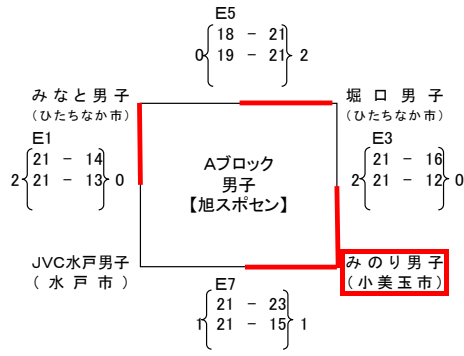 E5
18 － 21
0 19 － 21 2
みなと男子
(ひたちなか市)
堀口男子
(ひたちなか市)
E1
21 － 14
2 21 － 13 0
Aブロック
男子
【旭スポセン】
E3
21 － 16
2 21 － 12 0
JVC水戸男子
(水戸市)
みのり男子
(小美玉市)
E7
21 － 23
1 21 － 15 1